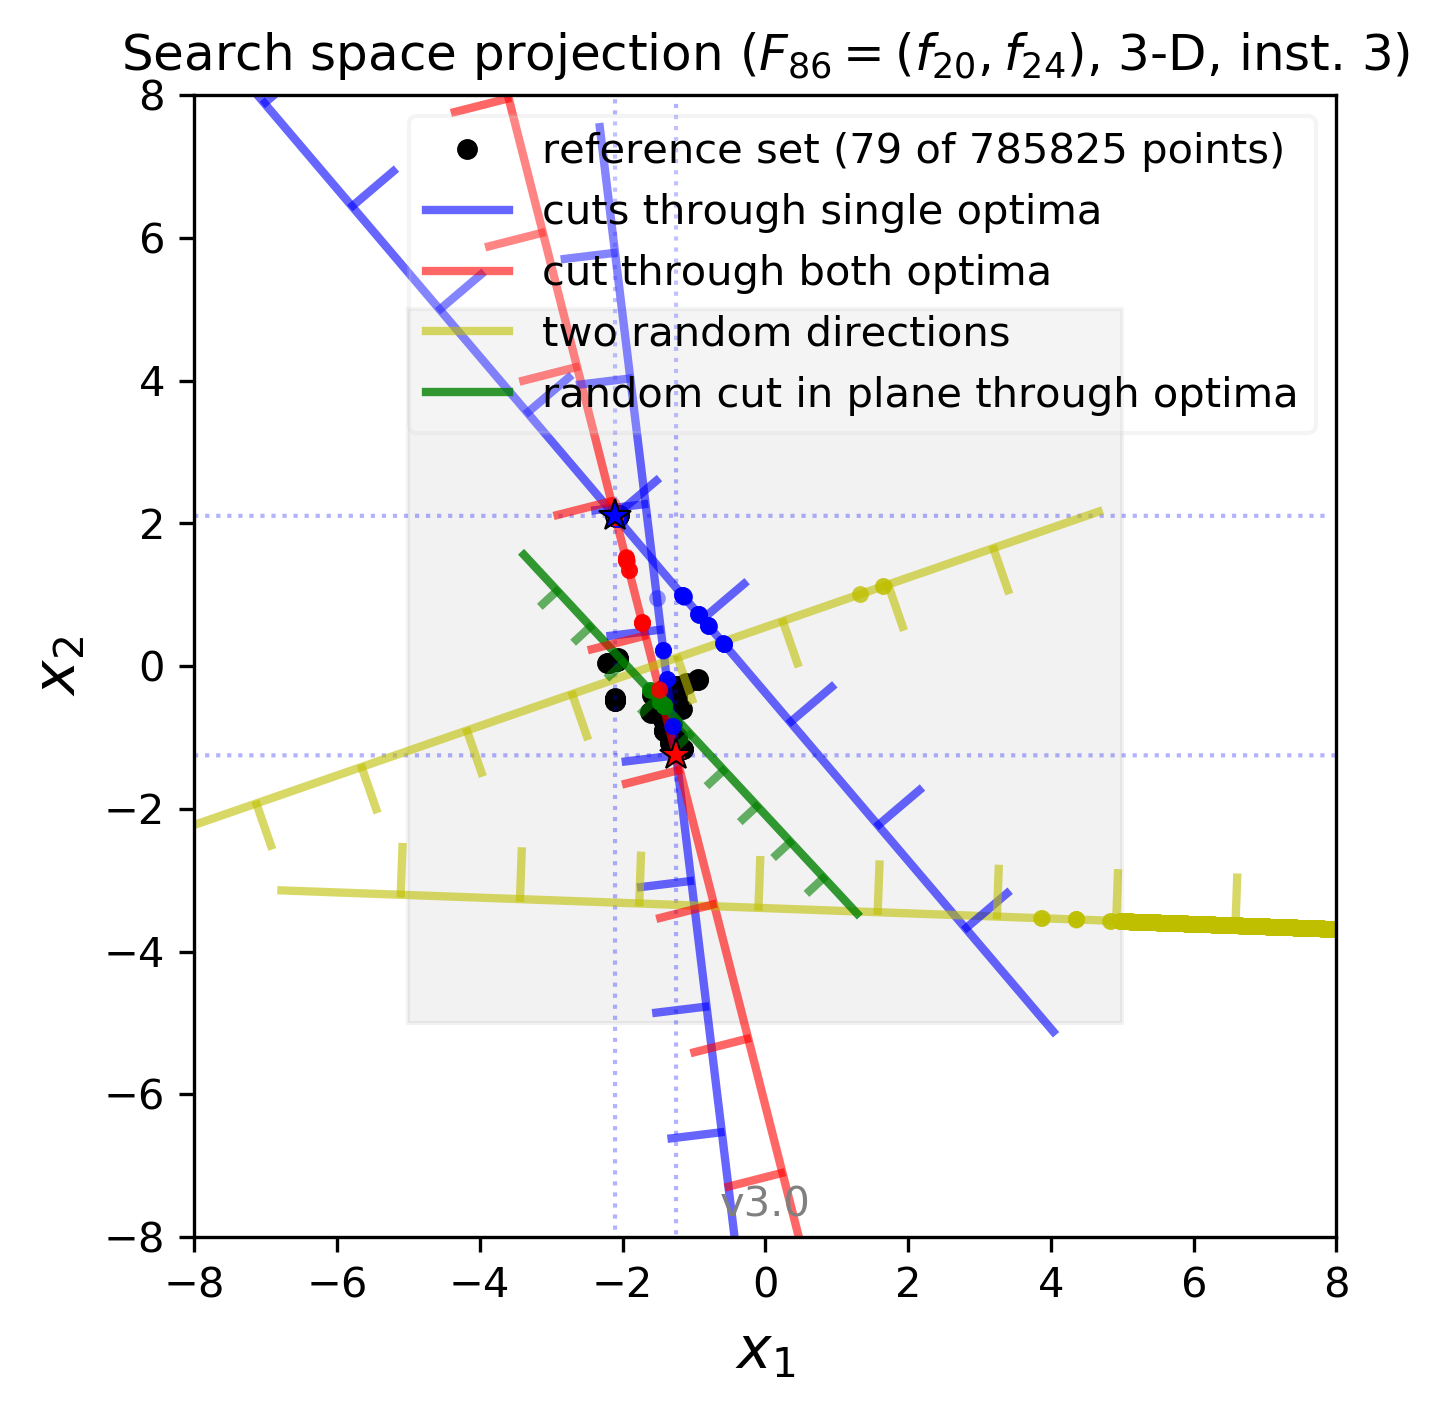 Search space projection (F₈₆ = (f₂₀, f₂₄), 3-D, inst. 3)
8
6
4
2
0
−2
−4
−6
−8
x₂
reference set (79 of 785825 points)
cuts through single optima
cut through both optima
two random directions
random cut in plane through optima
v3.0
−8 −6 −4 −2 0 2 4 6 8
x₁